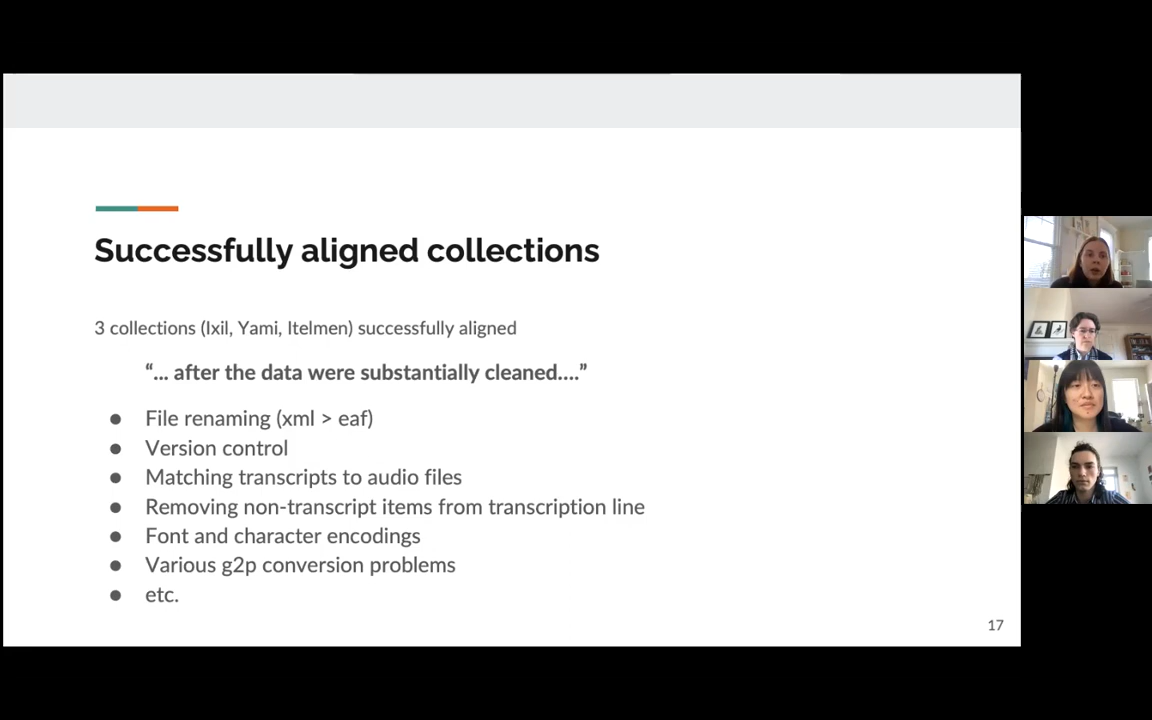 Successfully aligned collections
3 collections (Ixil, Yami, Itelmen) successfully aligned
“... after the data were substantially cleaned....”
● File renaming (xml > eaf)
● Version control
● Matching transcripts to audio files
● Removing non-transcript items from transcription line
● Font and character encodings
● Various g2p conversion problems
● etc.
17